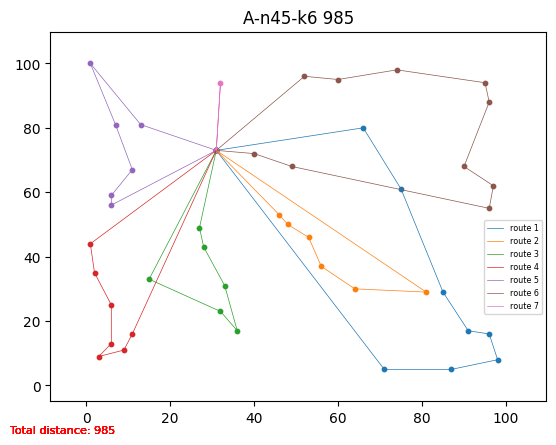 A-n45-k6 985
100
80
60
40
20
0
0 20 40 60 80 100
route 1
route 2
route 3
route 4
route 5
route 6
route 7
Total distance: 985